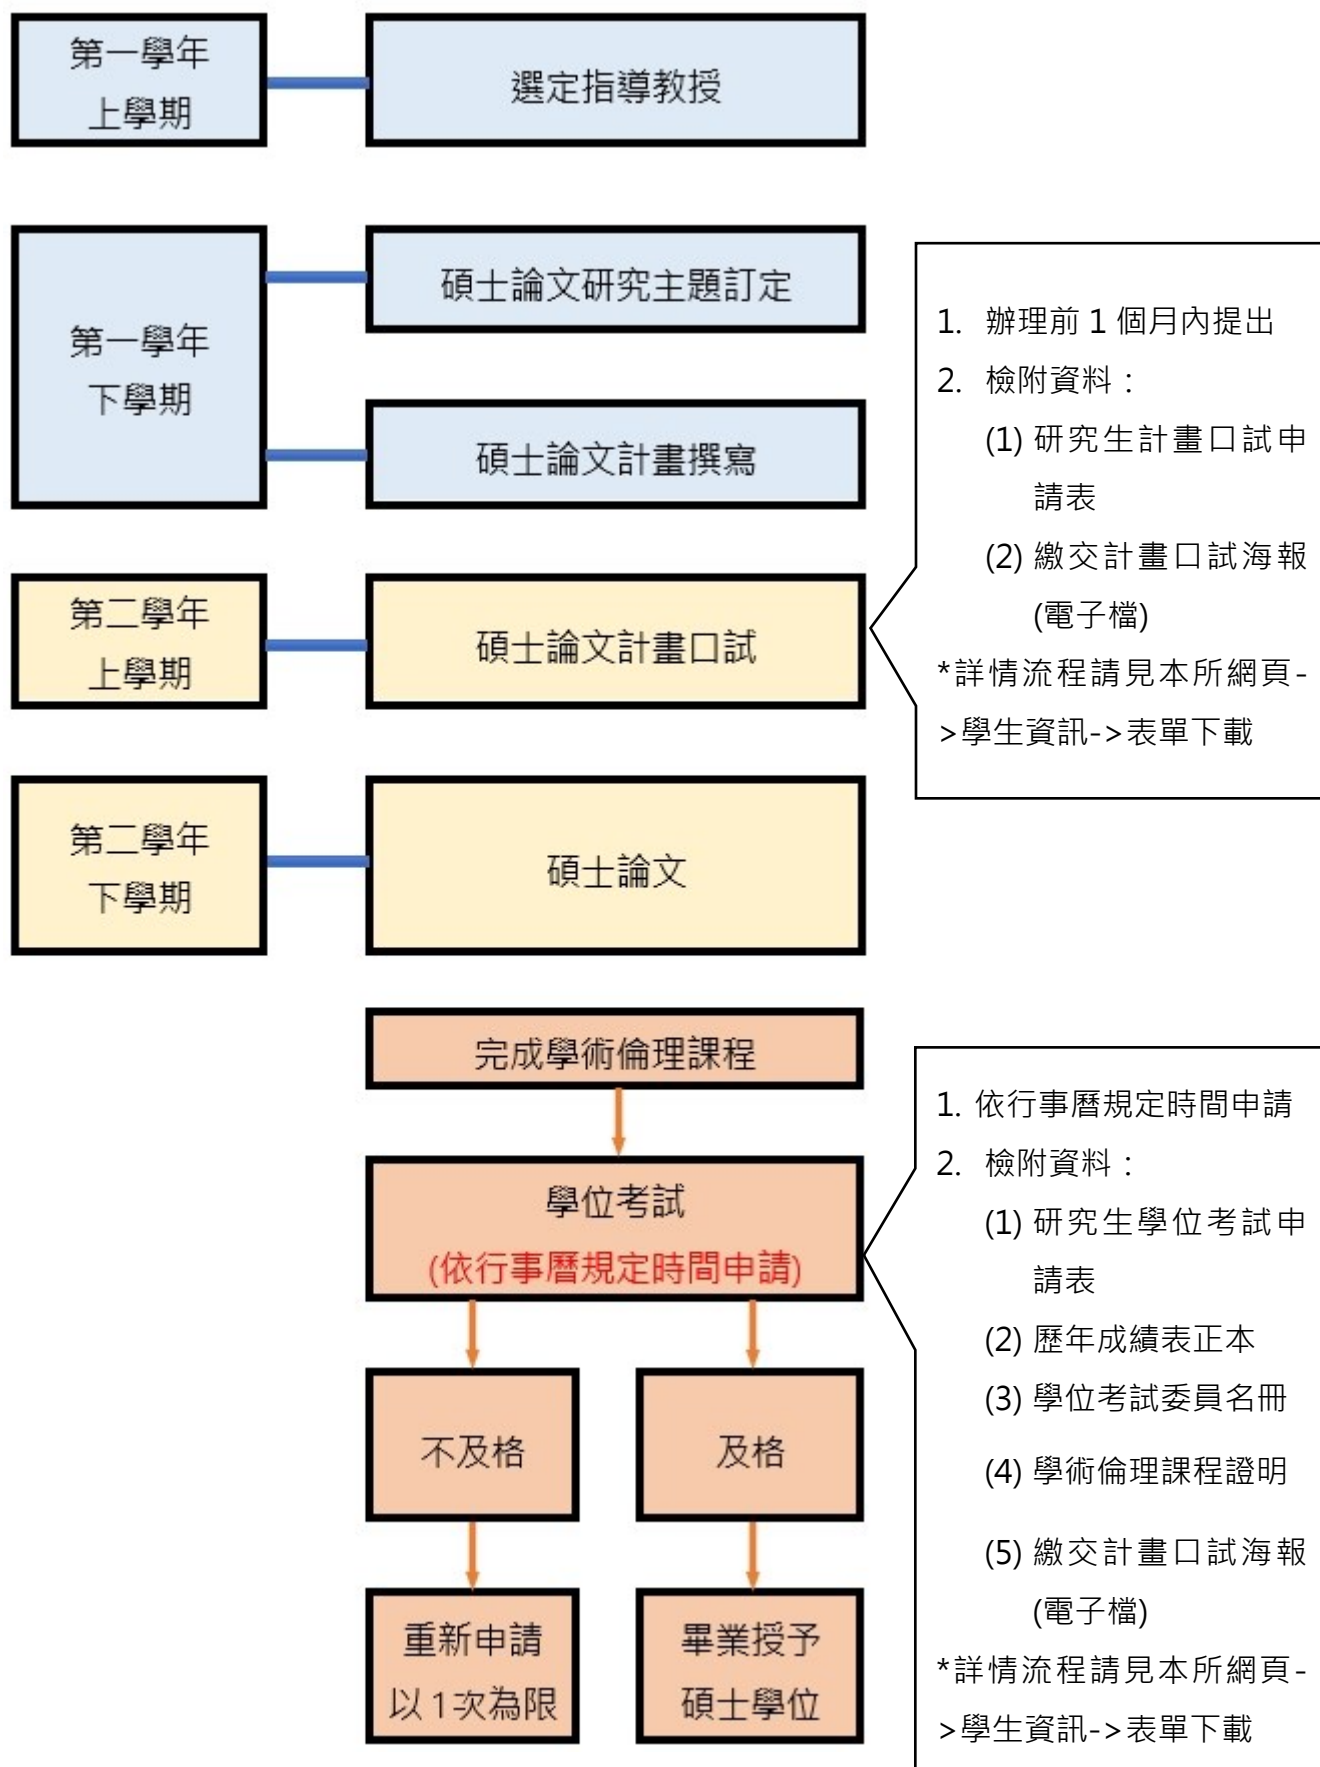 第一學年
上學期
選定指導教授
第一學年
下學期
碩士論文研究主題訂定
碩士論文計畫撰寫
第二學年
上學期
碩士論文計畫口試
1. 辦理前 1 個月內提出
2. 檢附資料：
(1) 研究生計畫口試申
請表
(2) 繳交計畫口試海報
(電子檔)
*詳情流程請見本所網頁-
>學生資訊->表單下載
第二學年
下學期
碩士論文
完成學術倫理課程
學位考試
(依行事曆規定時間申請)
不及格
及格
重新申請
以 1次為限
畢業授予
碩士學位
1. 依行事曆規定時間申請
2. 檢附資料：
(1) 研究生學位考試申
請表
(2) 歷年成績表正本
(3) 學位考試委員名冊
(4) 學術倫理課程證明
(5) 繳交計畫口試海報
(電子檔)
*詳情流程請見本所網頁-
>學生資訊->表單下載